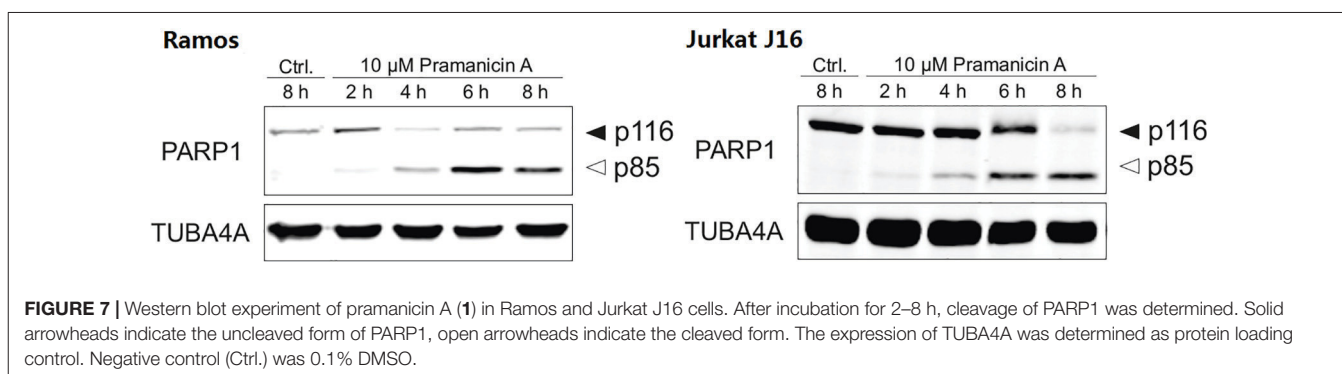 Ramos
Ctrl. 10 µM Pramanicin A
8 h 2 h 4 h 6 h 8 h
PARP1
◄ p116
◁ p85
TUBA4A
Jurkat J16
Ctrl. 10 µM Pramanicin A
8 h 2 h 4 h 6 h 8 h
PARP1
◄ p116
◁ p85
TUBA4A
FIGURE 7 | Western blot experiment of pramanicin A (1) in Ramos and Jurkat J16 cells. After incubation for 2–8 h, cleavage of PARP1 was determined. Solid
arrowheads indicate the uncleaved form of PARP1, open arrowheads indicate the cleaved form. The expression of TUBA4A was determined as protein loading
control. Negative control (Ctrl.) was 0.1% DMSO.